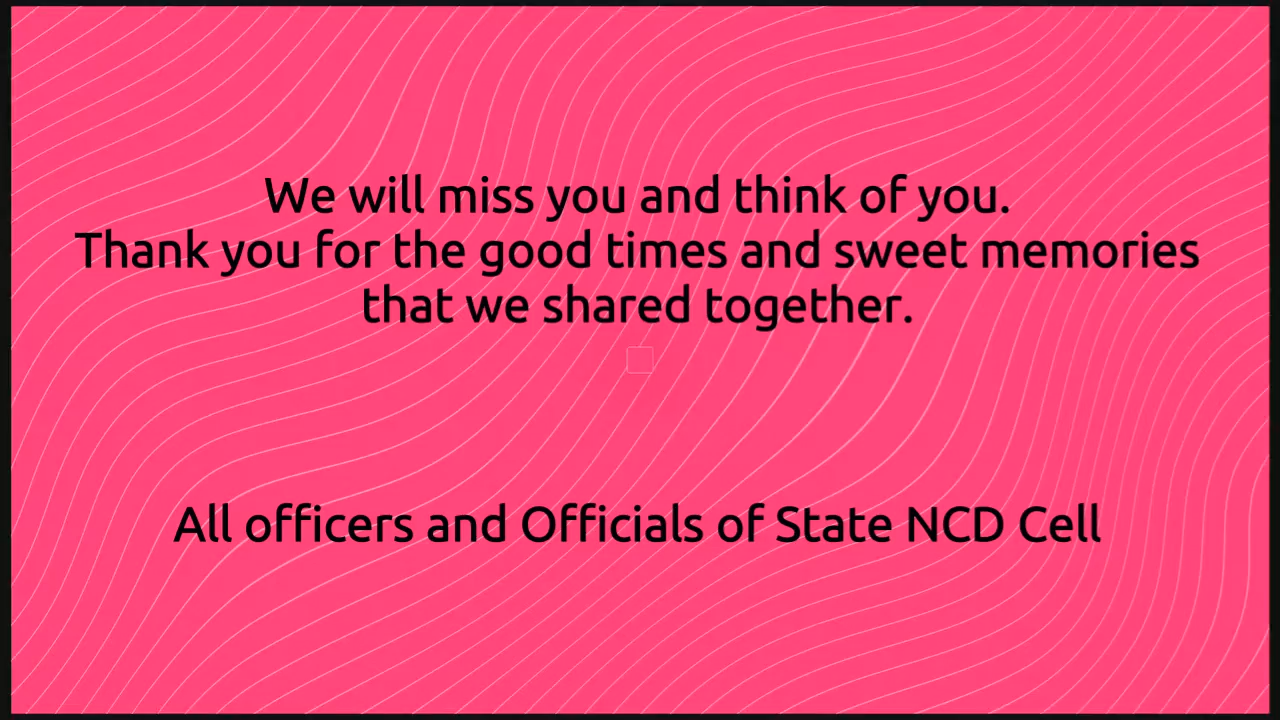 We will miss you and think of you.
Thank you for the good times and sweet memories
that we shared together.
All officers and Officials of State NCD Cell